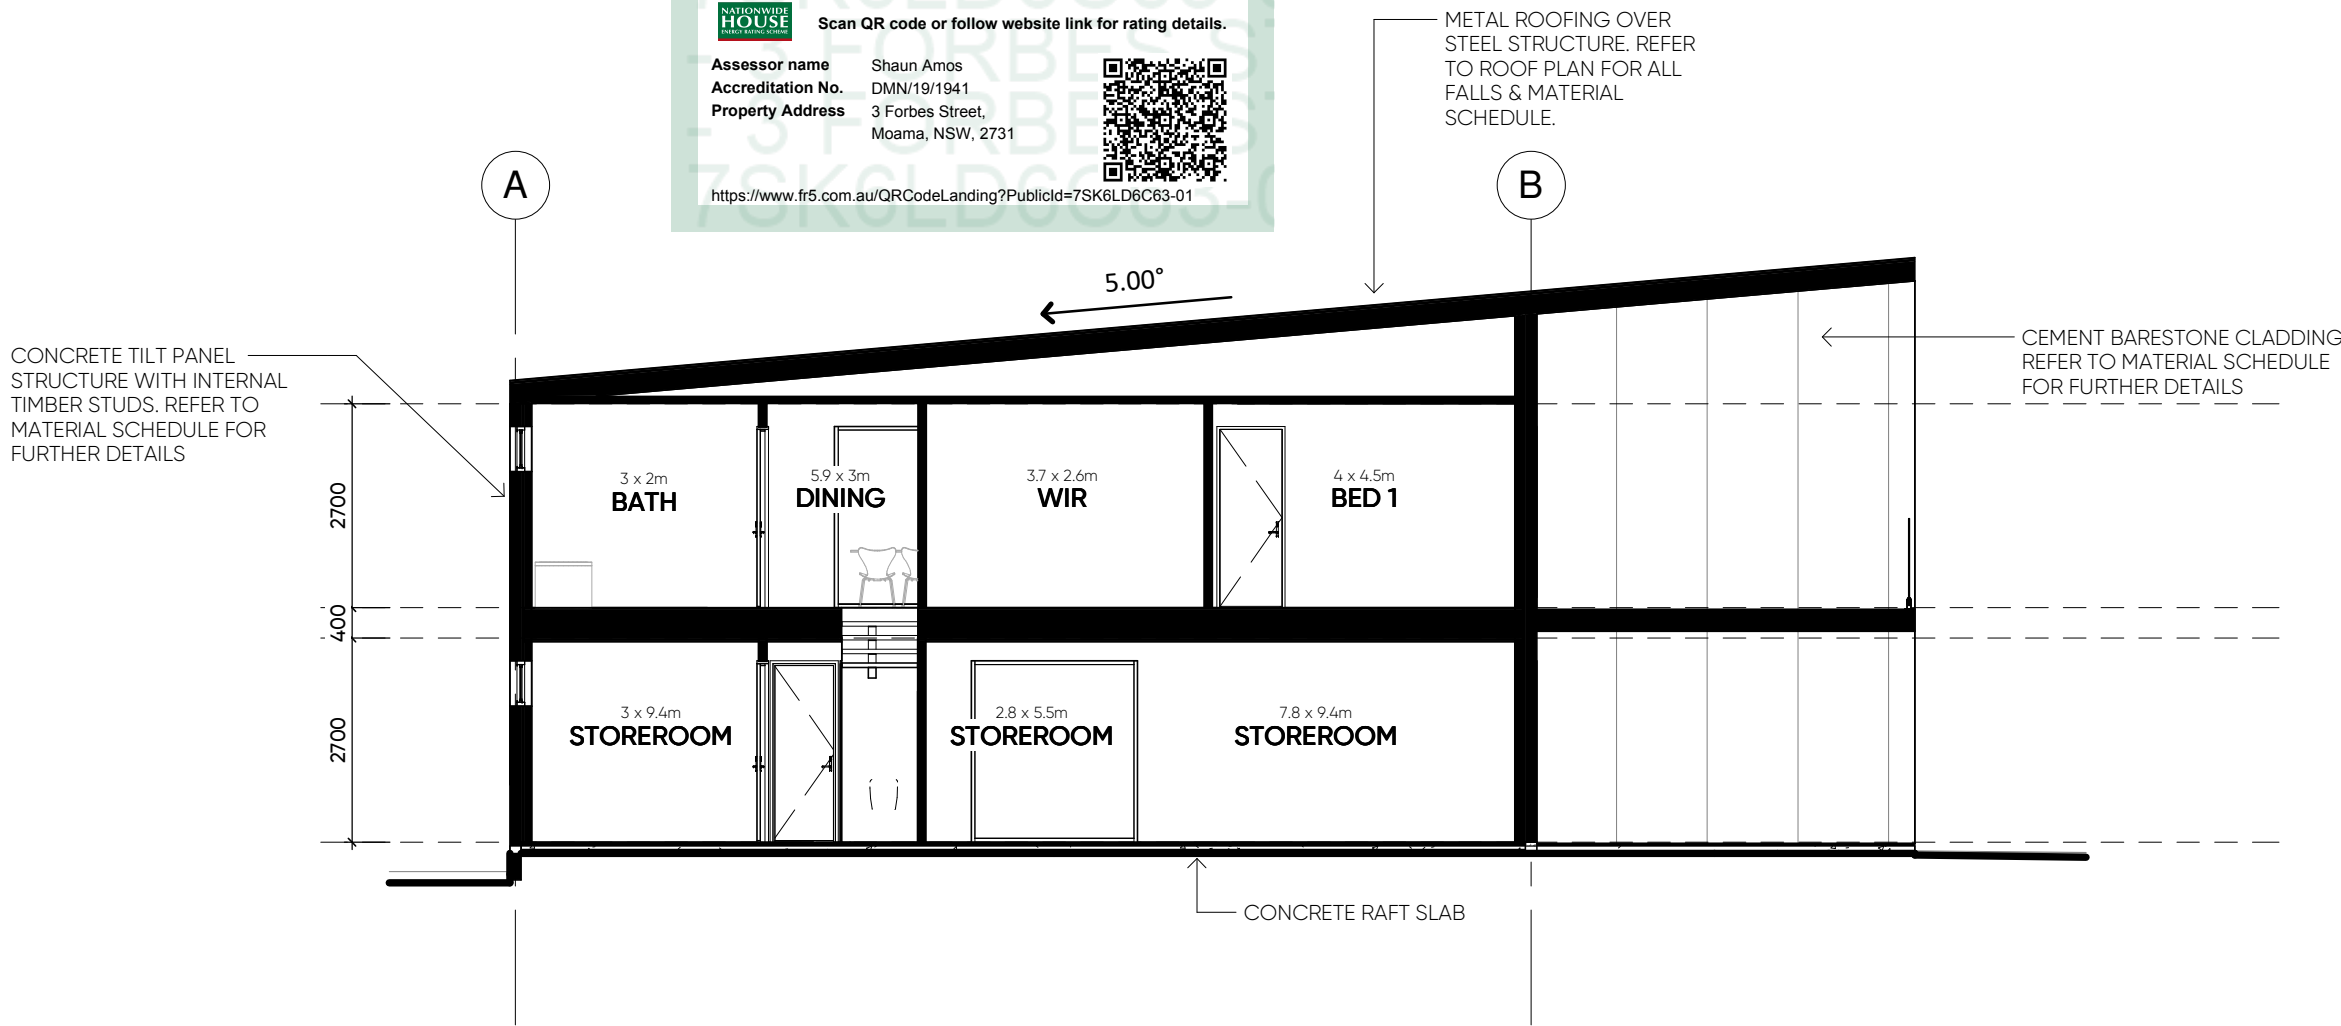 NATIONWIDE
HOUSE
ENERGY RATING SCHEME
Scan QR code or follow website link for rating details.
Assessor name Shaun Amos
Accreditation No. DMN/19/1941
Property Address 3 Forbes Street,
Moama, NSW, 2731
https://www.fr5.com.au/QRCodeLanding?PublicId=7SK6LD6C63-01
METAL ROOFING OVER
STEEL STRUCTURE. REFER
TO ROOF PLAN FOR ALL
FALLS & MATERIAL
SCHEDULE.
A
B
5.00°
CONCRETE TILT PANEL
STRUCTURE WITH INTERNAL
TIMBER STUDS. REFER TO
MATERIAL SCHEDULE FOR
FURTHER DETAILS
CEMENT BARESTONE CLADDING
REFER TO MATERIAL SCHEDULE
FOR FURTHER DETAILS
2700
400
2700
3 x 2m
BATH
5.9 x 3m
DINING
3.7 x 2.6m
WIR
4 x 4.5m
BED 1
3 x 9.4m
STOREROOM
2.8 x 5.5m
STOREROOM
7.8 x 9.4m
STOREROOM
CONCRETE RAFT SLAB